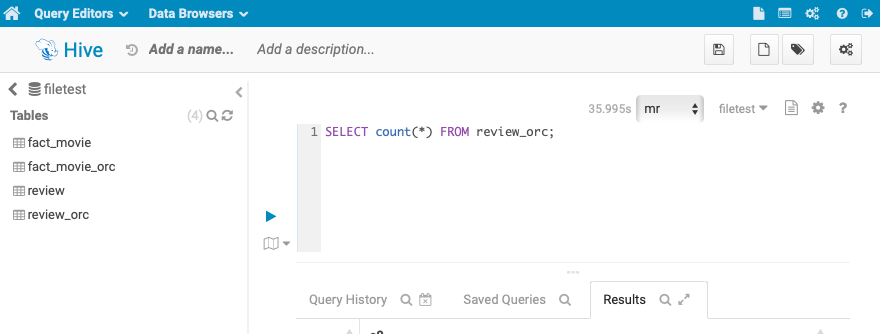 Query Editors Data Browsers ?
Hive Add a name... Add a description...
filetest
Tables (4)
fact_movie
fact_movie_orc
review
review_orc
35.995s mr filetest ?
1 SELECT count(*) FROM review_orc;
Query History Saved Queries Results